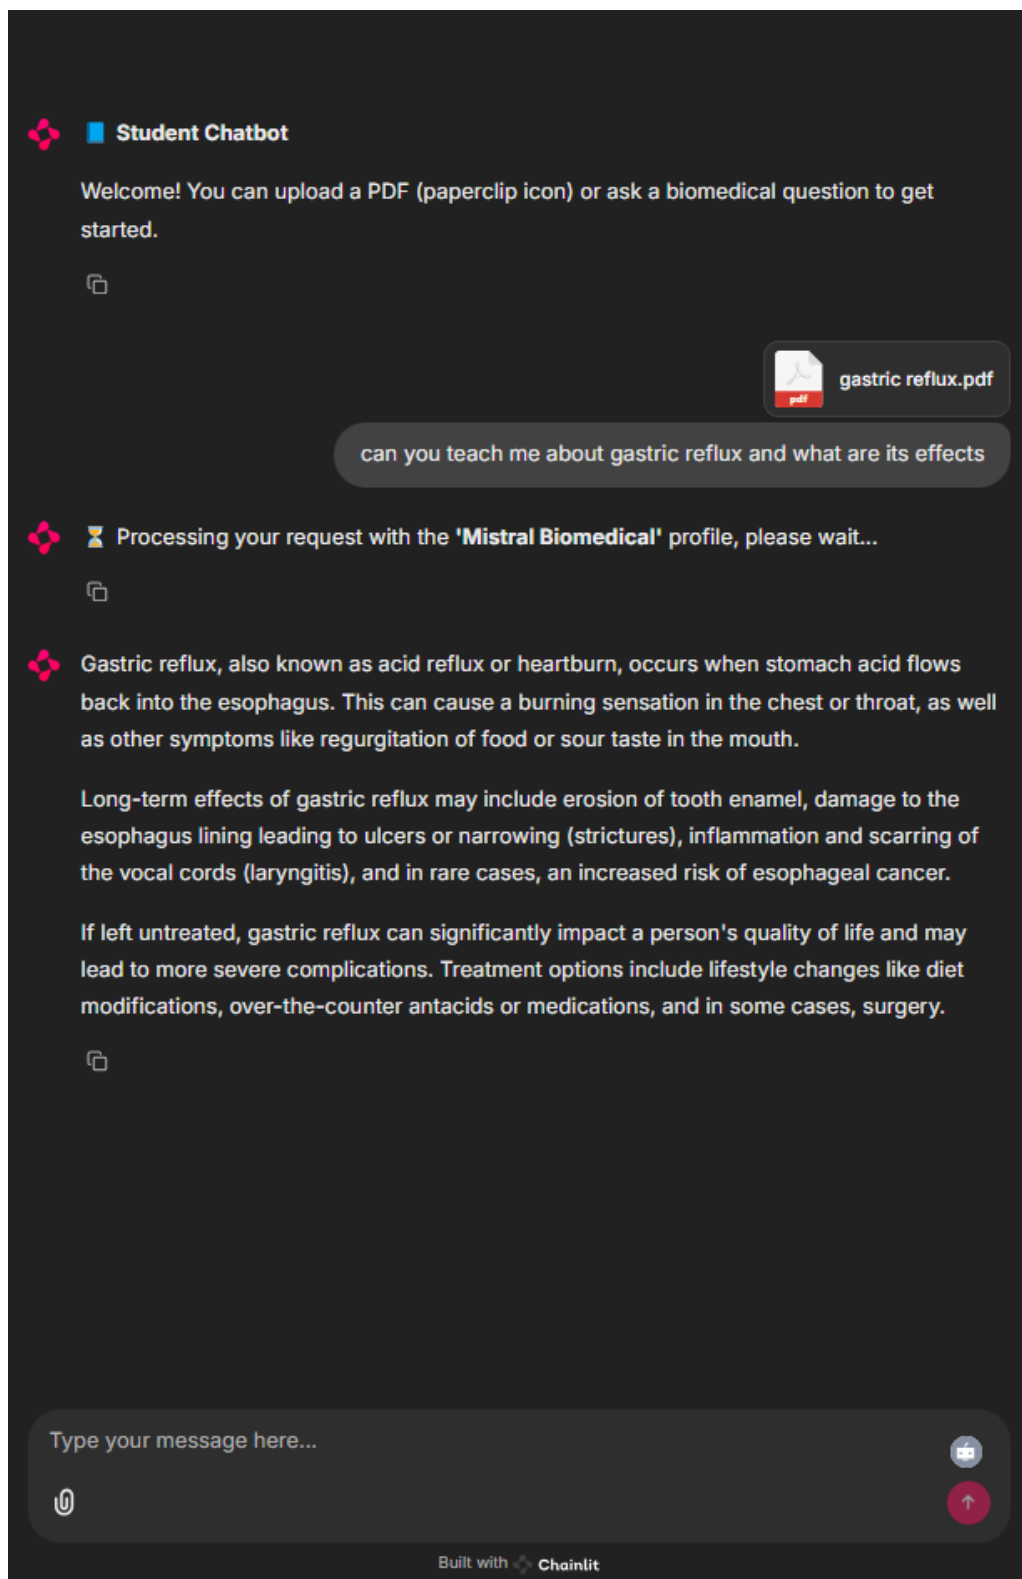 Student Chatbot
Welcome! You can upload a PDF (paperclip icon) or ask a biomedical question to get
started.
gastric reflux.pdf
pdf
can you teach me about gastric reflux and what are its effects
Processing your request with the 'Mistral Biomedical' profile, please wait...
Gastric reflux, also known as acid reflux or heartburn, occurs when stomach acid flows
back into the esophagus. This can cause a burning sensation in the chest or throat, as well
as other symptoms like regurgitation of food or sour taste in the mouth.
Long-term effects of gastric reflux may include erosion of tooth enamel, damage to the
esophagus lining leading to ulcers or narrowing (strictures), inflammation and scarring of
the vocal cords (laryngitis), and in rare cases, an increased risk of esophageal cancer.
If left untreated, gastric reflux can significantly impact a person's quality of life and may
lead to more severe complications. Treatment options include lifestyle changes like diet
modifications, over-the-counter antacids or medications, and in some cases, surgery.
Type your message here...
Built with Chainlit